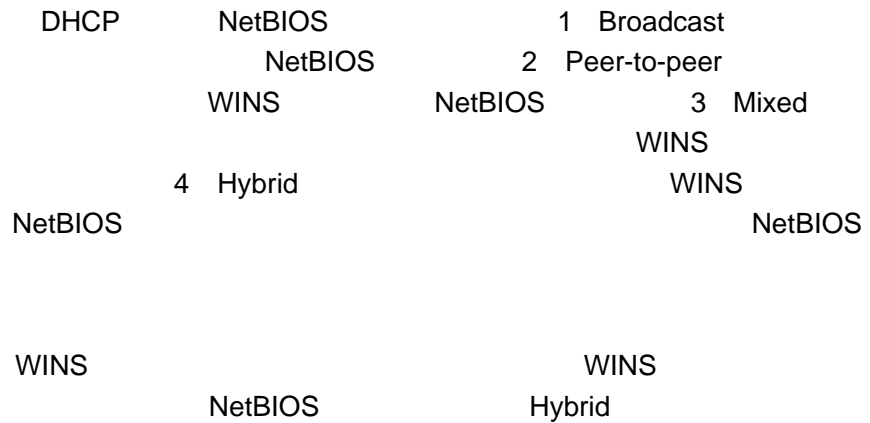 DHCP NetBIOS 1 Broadcast
NetBIOS 2 Peer-to-peer
WINS NetBIOS 3 Mixed
WINS
4 Hybrid WINS
NetBIOS NetBIOS
WINS WINS
NetBIOS Hybrid